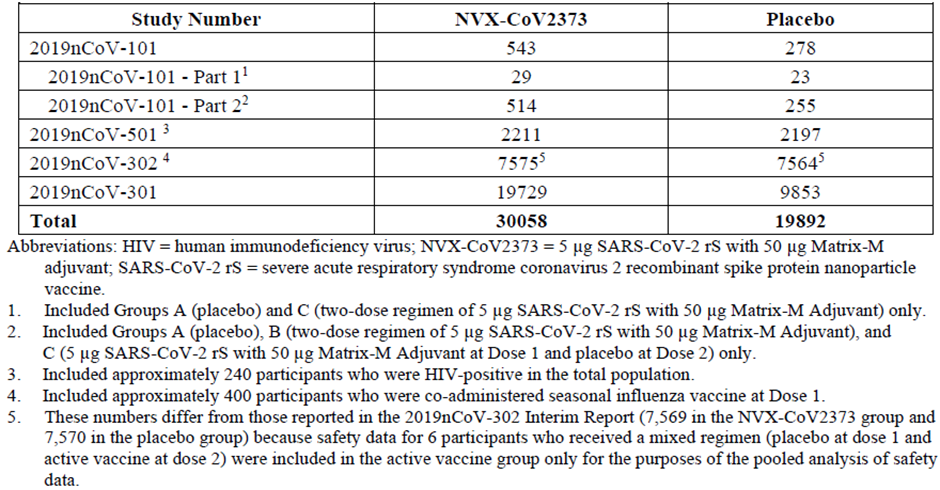 Study Number NVX-CoV2373 Placebo
2019nCoV-101 543 278
2019nCoV-101 - Part 1¹ 29 23
2019nCoV-101 - Part 2² 514 255
2019nCoV-501 ³ 2211 2197
2019nCoV-302 ⁴ 7575⁵ 7564⁵
2019nCoV-301 19729 9853
Total 30058 19892
Abbreviations: HIV = human immunodeficiency virus; NVX-CoV2373 = 5 µg SARS-CoV-2 rS with 50 µg Matrix-M
adjuvant; SARS-CoV-2 rS = severe acute respiratory syndrome coronavirus 2 recombinant spike protein nanoparticle
vaccine.
1. Included Groups A (placebo) and C (two-dose regimen of 5 µg SARS-CoV-2 rS with 50 µg Matrix-M Adjuvant) only.
2. Included Groups A (placebo), B (two-dose regimen of 5 µg SARS-CoV-2 rS with 50 µg Matrix-M Adjuvant), and
C (5 µg SARS-CoV-2 rS with 50 µg Matrix-M Adjuvant at Dose 1 and placebo at Dose 2) only.
3. Included approximately 240 participants who were HIV-positive in the total population.
4. Included approximately 400 participants who were co-administered seasonal influenza vaccine at Dose 1.
5. These numbers differ from those reported in the 2019nCoV-302 Interim Report (7,569 in the NVX-CoV2373 group and
7,570 in the placebo group) because safety data for 6 participants who received a mixed regimen (placebo at dose 1 and
active vaccine at dose 2) were included in the active vaccine group only for the purposes of the pooled analysis of safety
data.